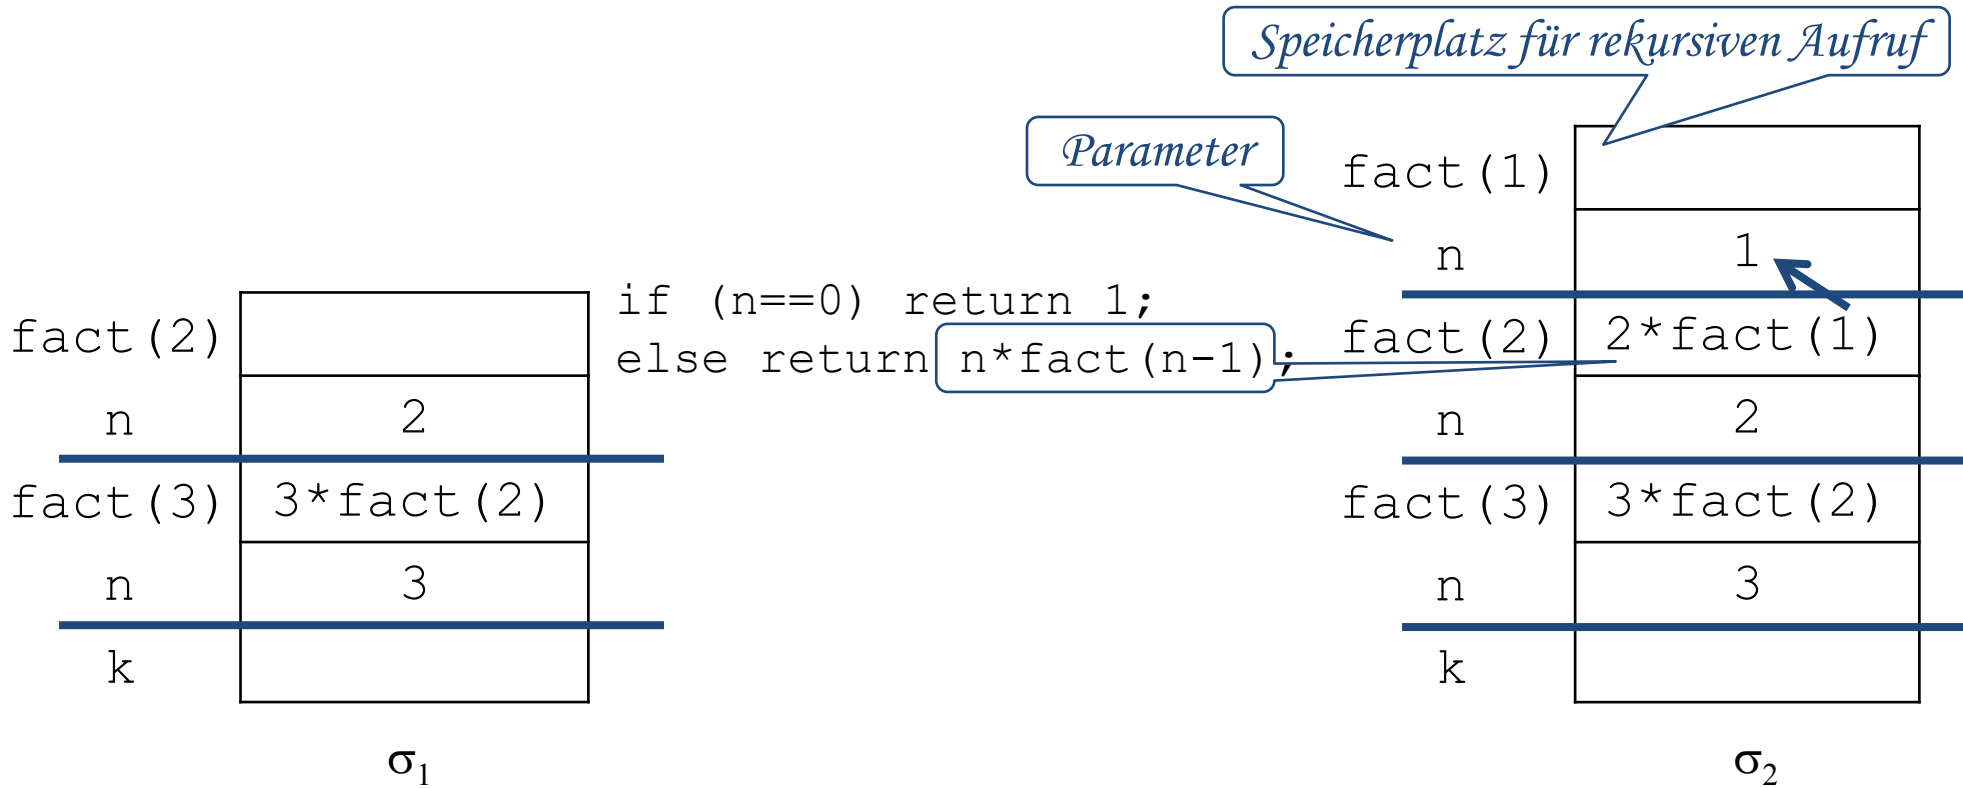 Speicherplatz für rekursiven Aufruf
Parameter
fact(2)
n 2
fact(3) 3*fact(2)
n 3
k
σ1
if (n==0) return 1;
else return n*fact(n-1);
fact(1)
n 1
fact(2) 2*fact(1)
n 2
fact(3) 3*fact(2)
n 3
k
σ2